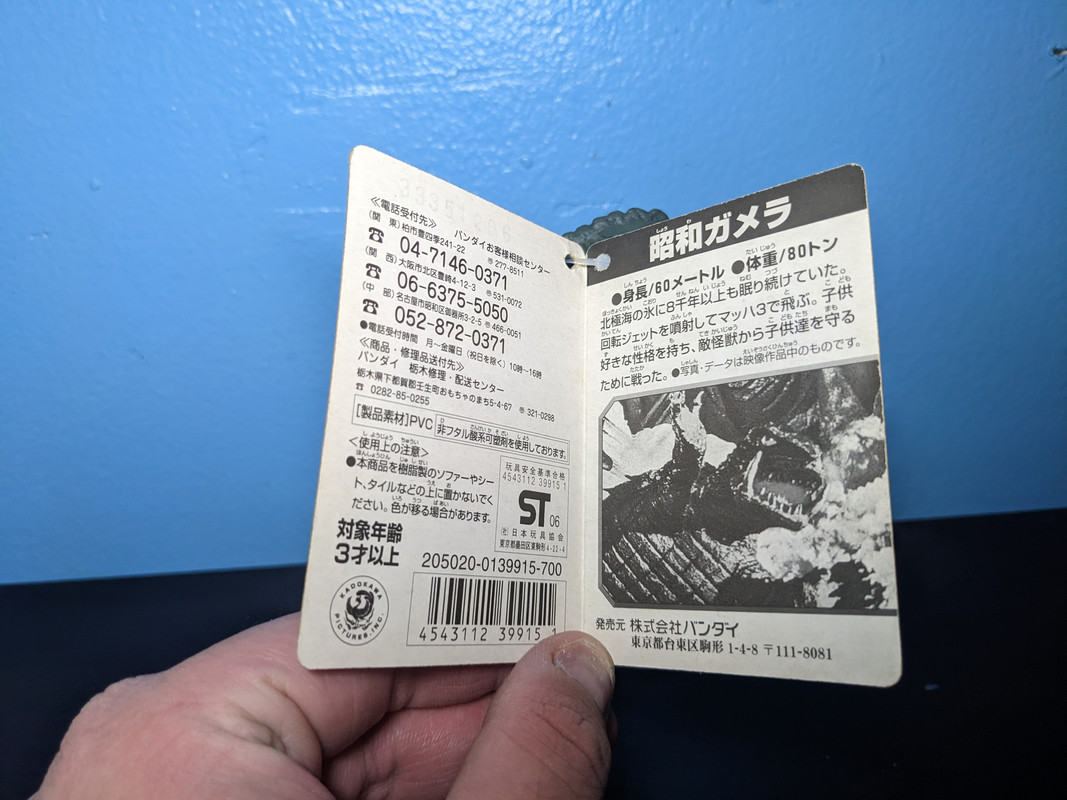 ≪電話受付先≫ バンダイお客様相談センター
(関 東)柏市豊四季241-22 〒277-8511
☎ 04-7146-0371
(関 西)大阪市北区豊崎4-12-3 〒531-0072
☎ 06-6375-5050
(中 部)名古屋市昭和区御器所3-2-5 〒466-0051
☎ 052-872-0371
●電話受付時間 月〜金曜日(祝日を除く)10時〜16時
≪商品・修理品送付先≫
バンダイ 栃木修理・配送センター
栃木県下都賀郡壬生町おもちゃのまち5-4-67 〒321-0298
☎ 0282-85-0255
[製品素材]PVC 非フタル酸系可塑剤を使用しております。
<使用上の注意>
●本商品を樹脂製のソファーやシー
ト、タイルなどの上に置かないでく
ださい。色が移る場合があります。
対象年齢
3才以上
玩具安全基準合格
4543112 39915 1
ST 06
(社)日本玩具協会
東京都墨田区東駒形4-22-4
205020-0139915-700
KADOKAWA
PICTURES, INC.
4543112 39915 1
昭和ガメラ
●身長/60メートル ●体重/80トン
北極海の氷に8千年以上も眠り続けていた。
回転ジェットを噴射してマッハ3で飛ぶ。子供
好きな性格を持ち、敵怪獣から子供達を守る
ために戦った。●写真・データは映像作品中のものです。
発売元 株式会社バンダイ
東京都台東区駒形 1-4-8 〒111-8081